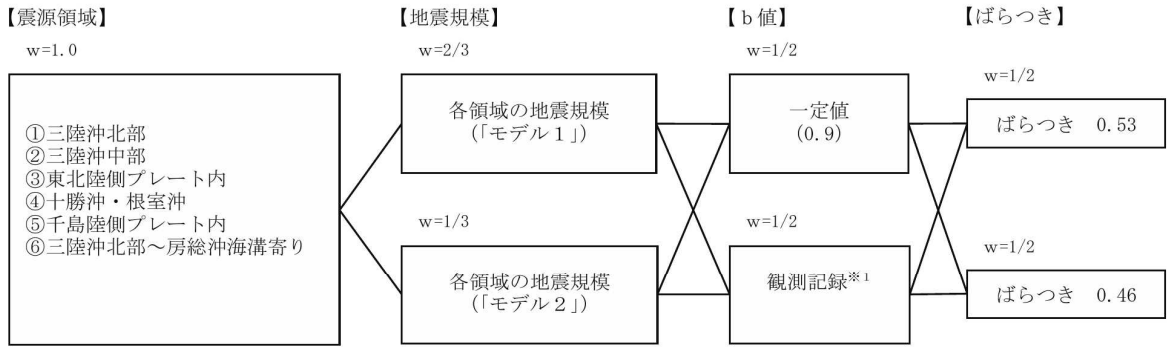 【震源領域】
w=1.0
①三陸沖北部
②三陸沖中部
③東北陸側プレート内
④十勝沖・根室沖
⑤千島陸側プレート内
⑥三陸沖北部～房総沖海溝寄り
【地震規模】
w=2/3
各領域の地震規模
（「モデル１」）
w=1/3
各領域の地震規模
（「モデル２」）
【ｂ値】
w=1/2
一定値
(0.9)
w=1/2
観測記録※１
【ばらつき】
w=1/2
ばらつき　0.53
w=1/2
ばらつき　0.46